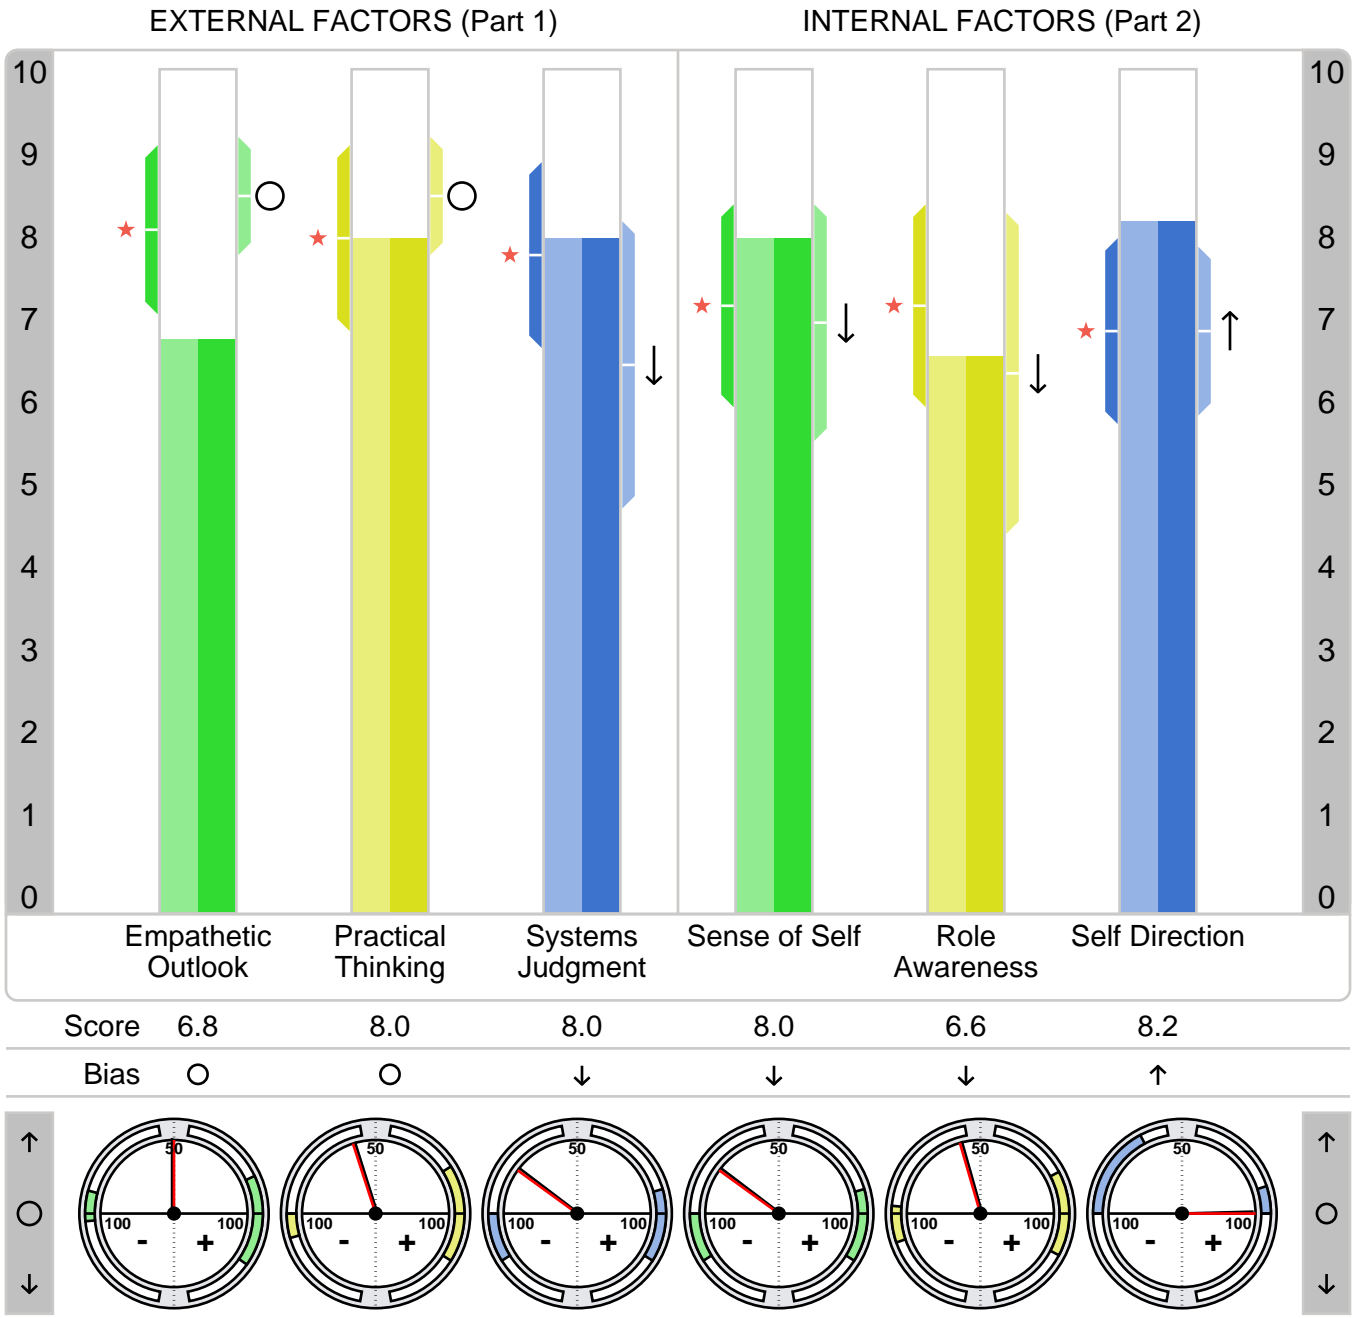 EXTERNAL FACTORS (Part 1) INTERNAL FACTORS (Part 2)
10 10
9 9
8 8
7 7
6 6
5 5
4 4
3 3
2 2
1 1
0 0
Empathetic Practical Systems Sense of Self Role Self Direction
Outlook Thinking Judgment Awareness
Score 6.8 8.0 8.0 8.0 6.6 8.2
Bias ○ ○ ↓ ↓ ↓ ↑
↑ 50 50 50 50 50 50 ↑
○ 100 100 100 100 100 100 100 100 100 100 100 100 ○
- + - + - + - + - + - +
↓ ↓